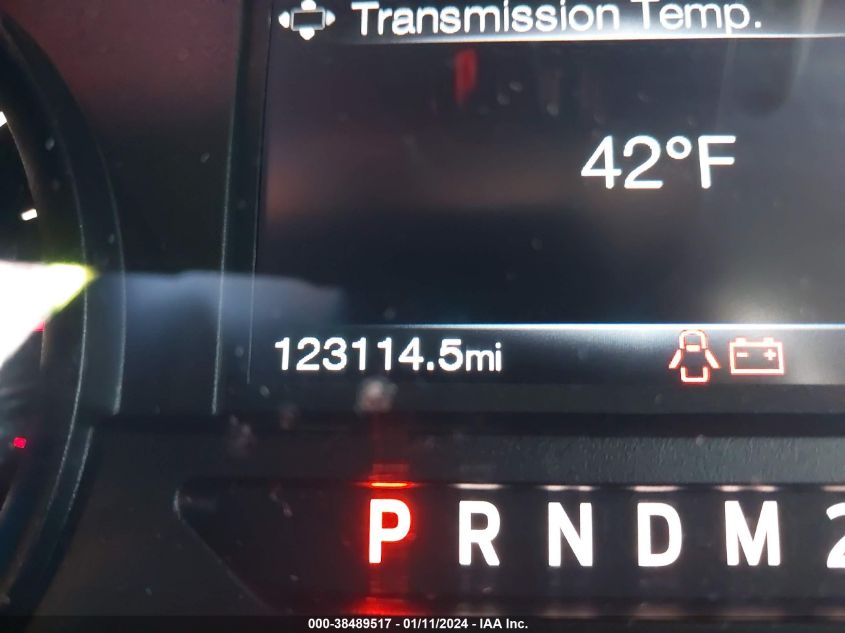 Transmission Temp.
42°F
123114.5mi
P R N D M 2
000-38489517 - 01/11/2024 - IAA Inc.